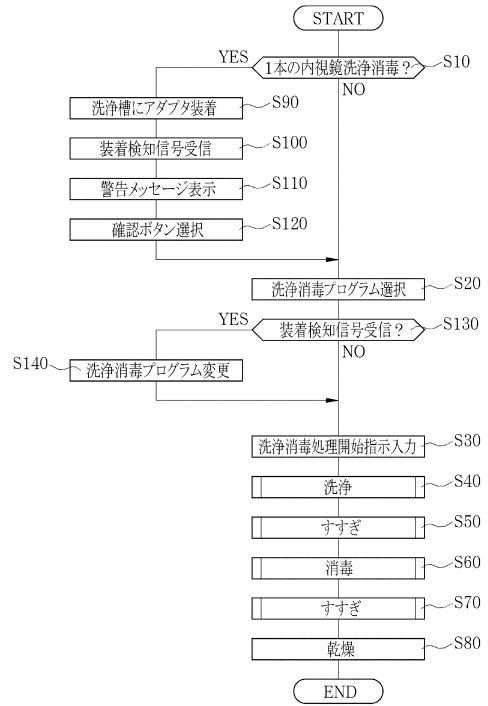 START
1本の内視鏡洗浄消毒？
S10
YES
NO
洗浄槽にアダプタ装着
S90
装着検知信号受信
S100
警告メッセージ表示
S110
確認ボタン選択
S120
洗浄消毒プログラム選択
S20
装着検知信号受信？
S130
YES
NO
S140
洗浄消毒プログラム変更
洗浄消毒処理開始指示入力
S30
洗浄
S40
すすぎ
S50
消毒
S60
すすぎ
S70
乾燥
S80
END